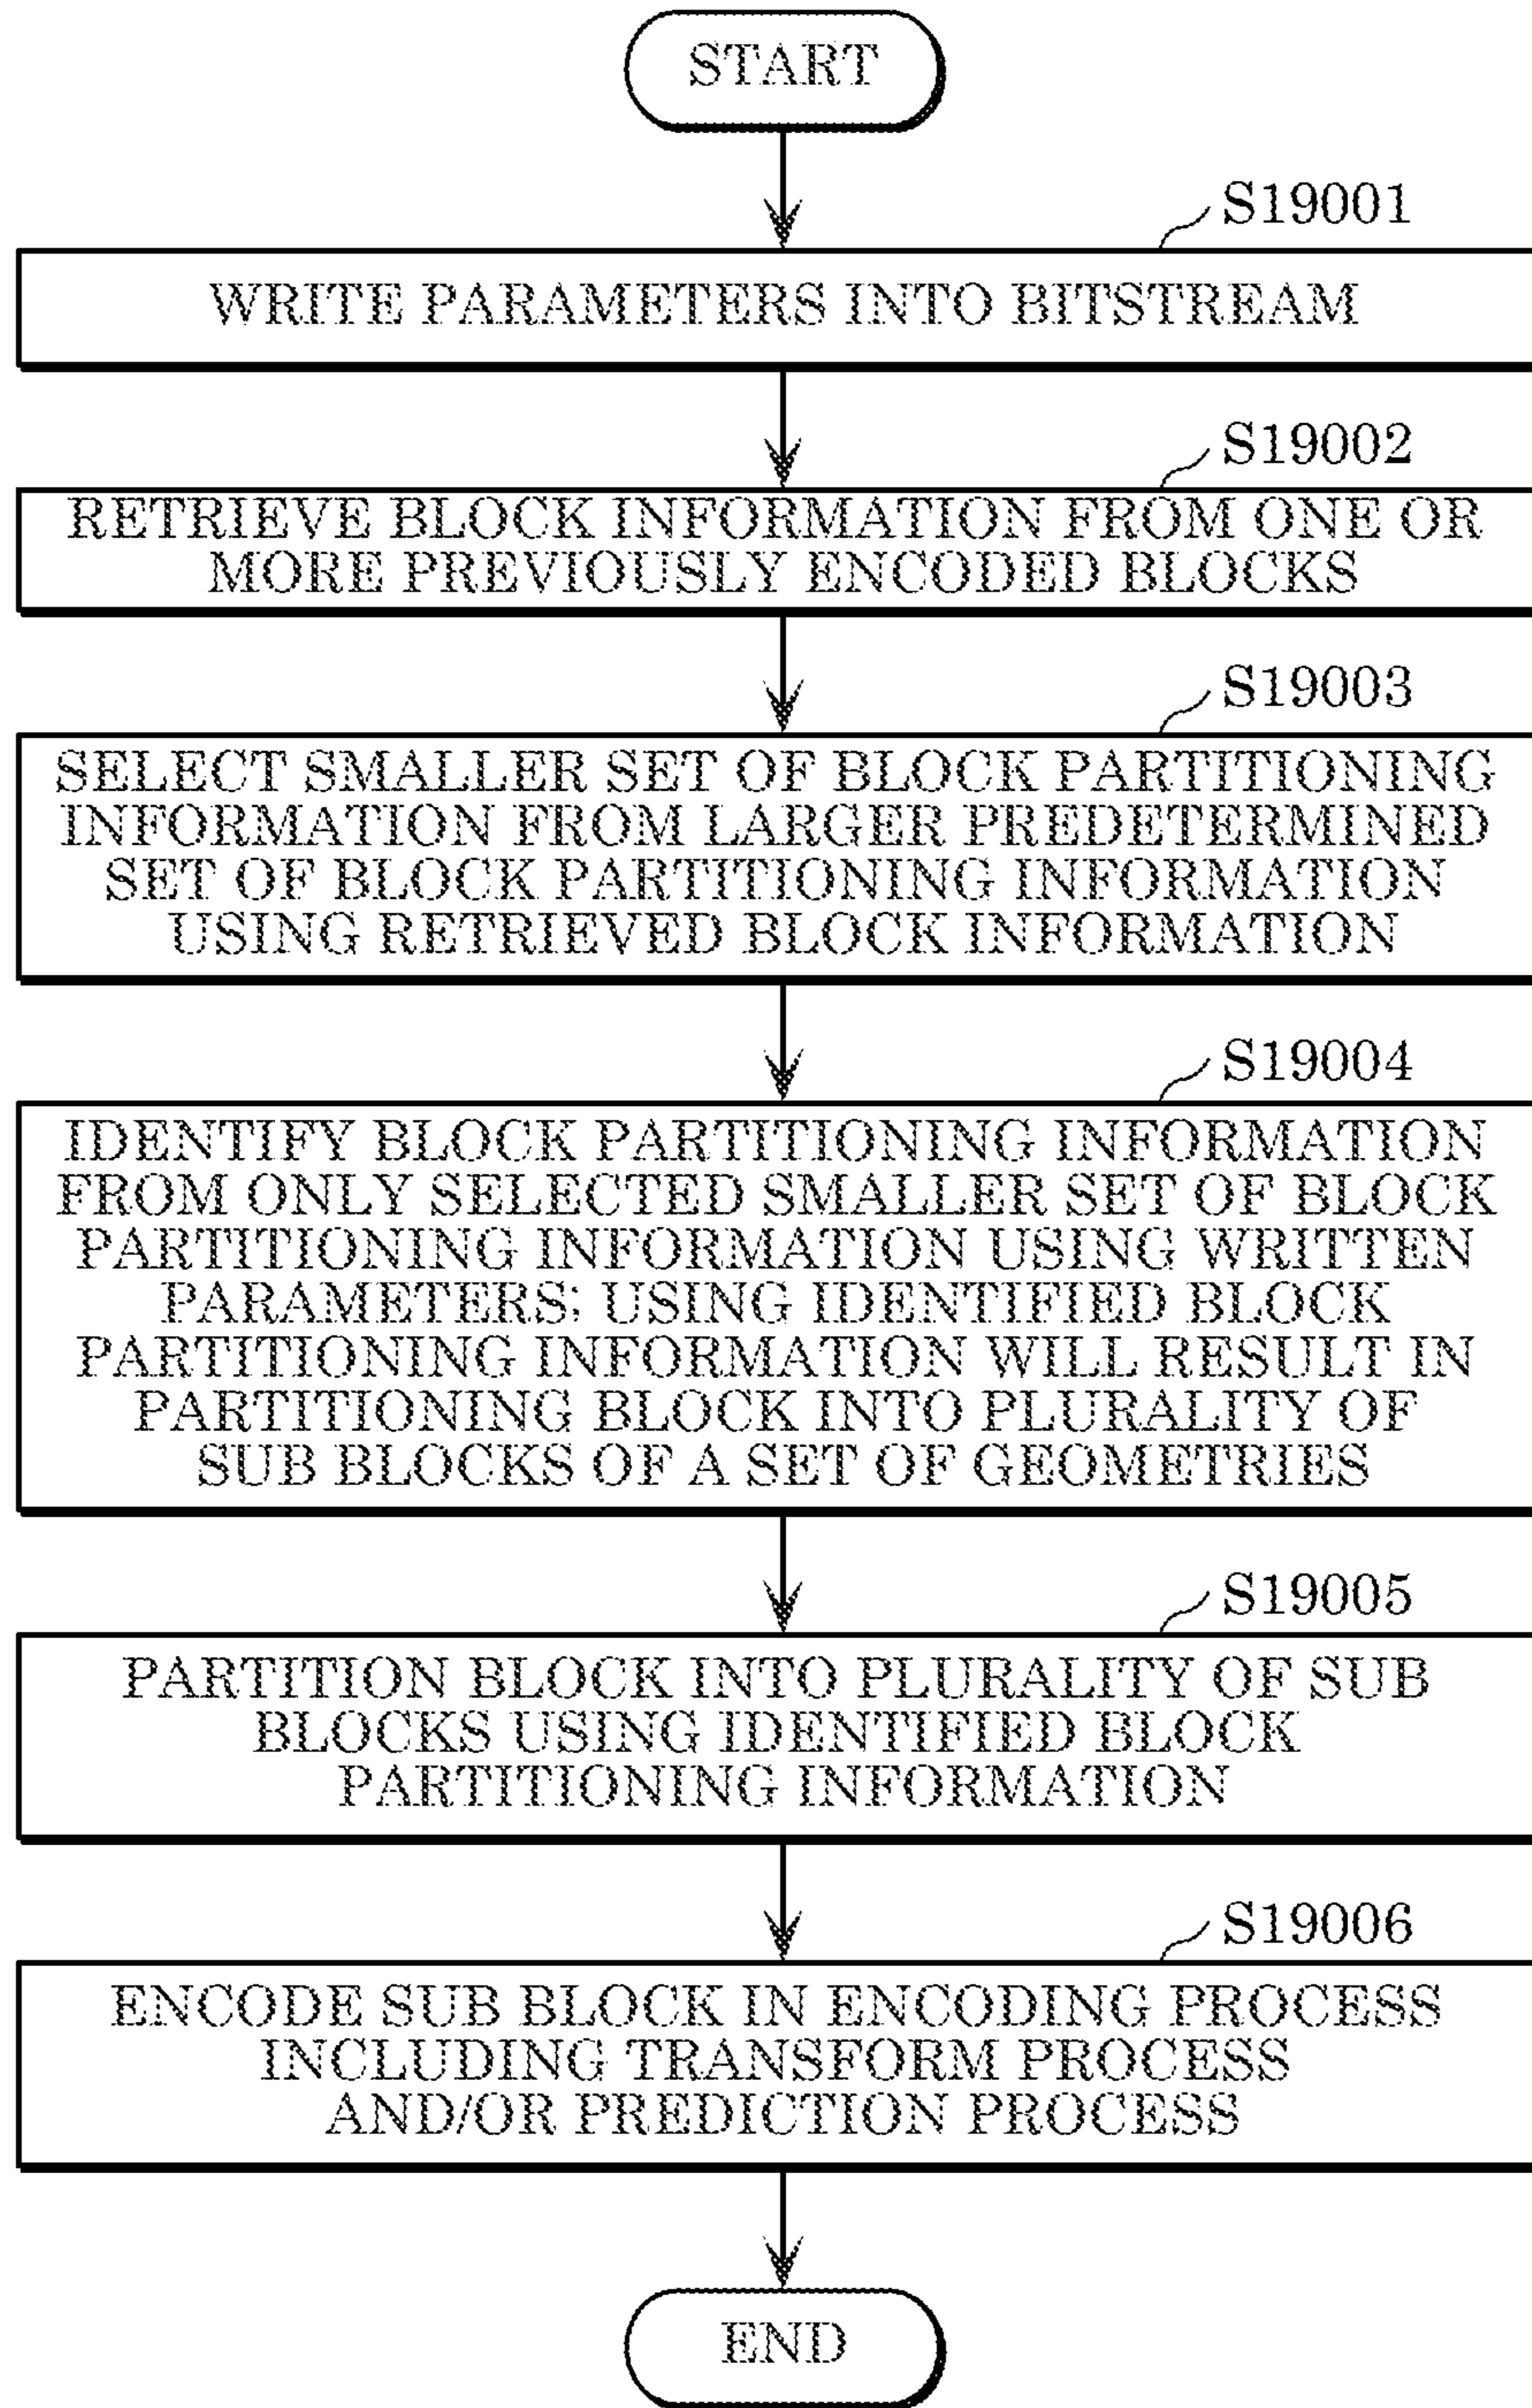 START
S19001
WRITE PARAMETERS INTO BITSTREAM
S19002
RETRIEVE BLOCK INFORMATION FROM ONE OR
MORE PREVIOUSLY ENCODED BLOCKS
S19003
SELECT SMALLER SET OF BLOCK PARTITIONING
INFORMATION FROM LARGER PREDETERMINED
SET OF BLOCK PARTITIONING INFORMATION
USING RETRIEVED BLOCK INFORMATION
S19004
IDENTIFY BLOCK PARTITIONING INFORMATION
FROM ONLY SELECTED SMALLER SET OF BLOCK
PARTITIONING INFORMATION USING WRITTEN
PARAMETERS; USING IDENTIFIED BLOCK
PARTITIONING INFORMATION WILL RESULT IN
PARTITIONING BLOCK INTO PLURALITY OF
SUB BLOCKS OF A SET OF GEOMETRIES
S19005
PARTITION BLOCK INTO PLURALITY OF SUB
BLOCKS USING IDENTIFIED BLOCK
PARTITIONING INFORMATION
S19006
ENCODE SUB BLOCK IN ENCODING PROCESS
INCLUDING TRANSFORM PROCESS
AND/OR PREDICTION PROCESS
END